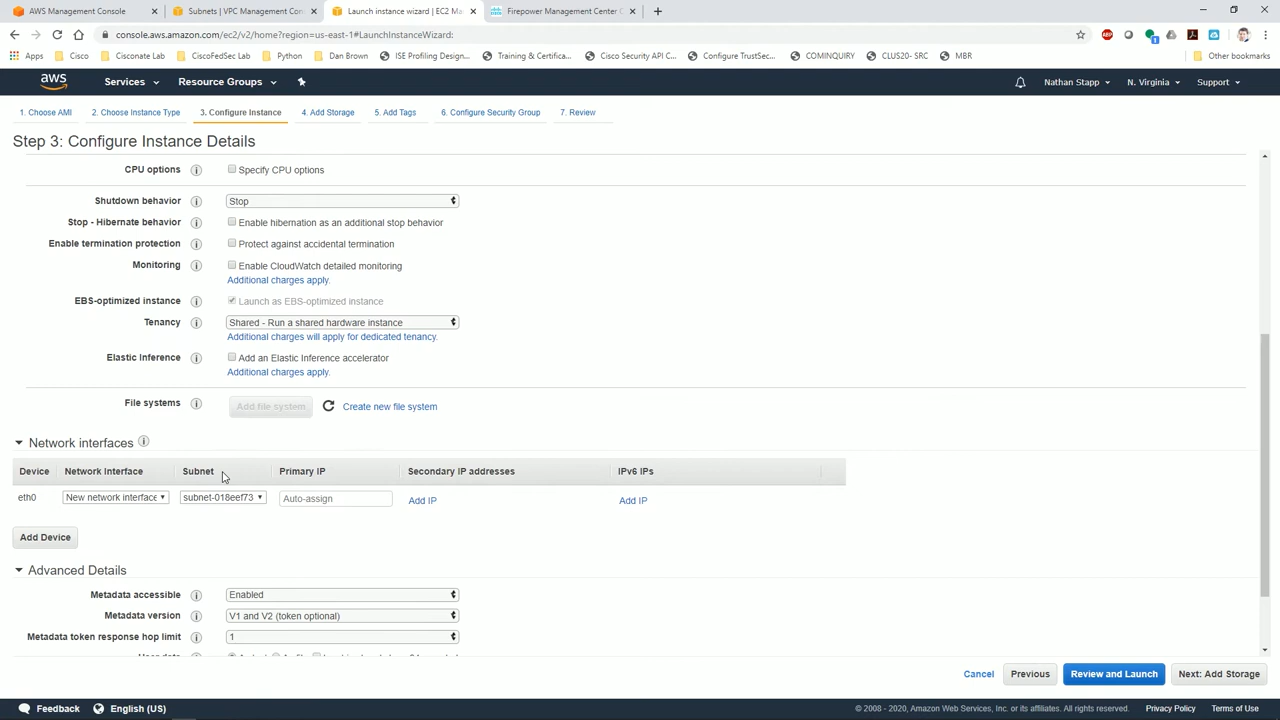 AWS Management Console
Subnets | VPC Management Con
Launch instance wizard | EC2 Ma
Firepower Management Center
console.aws.amazon.com/ec2/v2/home?region=us-east-1#LaunchInstanceWizard:
Apps Cisco Cisconate Lab CiscoFedSec Lab Python Dan Brown ISE Profiling Design... Training & Certifica... Cisco Security API C... Configure TrustSec... COMINQUIRY CLUS20- SRC MBR Other bookmarks
aws Services Resource Groups Nathan Stapp N. Virginia Support
1. Choose AMI 2. Choose Instance Type 3. Configure Instance 4. Add Storage 5. Add Tags 6. Configure Security Group 7. Review
Step 3: Configure Instance Details
CPU options Specify CPU options
Shutdown behavior Stop
Stop - Hibernate behavior Enable hibernation as an additional stop behavior
Enable termination protection Protect against accidental termination
Monitoring Enable CloudWatch detailed monitoring
Additional charges apply.
EBS-optimized instance Launch as EBS-optimized instance
Tenancy Shared - Run a shared hardware instance
Additional charges will apply for dedicated tenancy.
Elastic Inference Add an Elastic Inference accelerator
Additional charges apply.
File systems Add file system Create new file system
Network interfaces
Device Network Interface Subnet Primary IP Secondary IP addresses IPv6 IPs
eth0 New network interface subnet-018eef73 Auto-assign Add IP Add IP
Add Device
Advanced Details
Metadata accessible Enabled
Metadata version V1 and V2 (token optional)
Metadata token response hop limit 1
Cancel Previous Review and Launch Next: Add Storage
Feedback English (US) © 2008 - 2020, Amazon Web Services, Inc. or its affiliates. All rights reserved. Privacy Policy Terms of Use